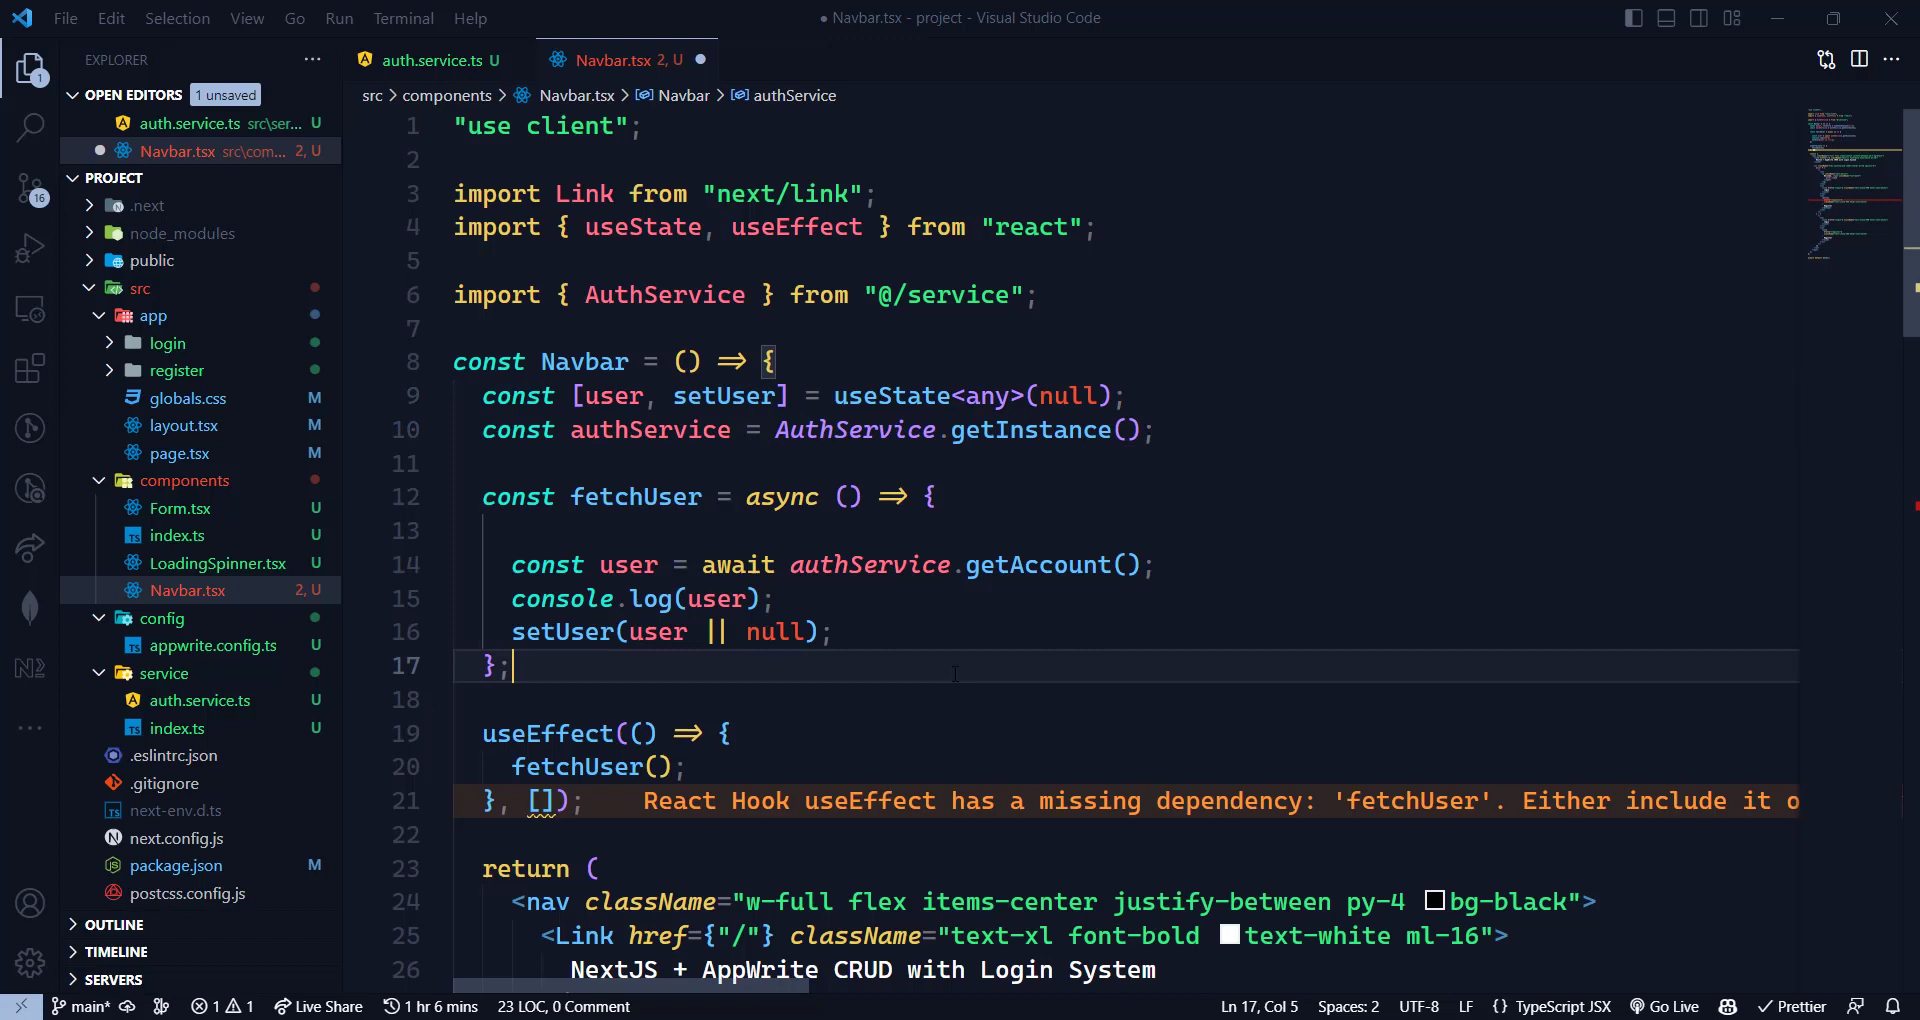 File Edit Selection View Go Run Terminal Help
● Navbar.tsx - project - Visual Studio Code
EXPLORER ···
auth.service.ts U
Navbar.tsx 2, U ●
1
OPEN EDITORS 1 unsaved
auth.service.ts src\ser... U
● Navbar.tsx src\com... 2, U
PROJECT
.next
node_modules
public
src
app
login
register
globals.css M
layout.tsx M
page.tsx M
components
Form.tsx U
index.ts U
LoadingSpinner.tsx U
Navbar.tsx 2, U
config
appwrite.config.ts U
service
auth.service.ts U
index.ts U
.eslintrc.json
.gitignore
next-env.d.ts
next.config.js
package.json M
postcss.config.js
OUTLINE
TIMELINE
SERVERS
16
src > components > Navbar.tsx > Navbar > authService
1 "use client";
2
3 import Link from "next/link";
4 import { useState, useEffect } from "react";
5
6 import { AuthService } from "@/service";
7
8 const Navbar = () => {
9 const [user, setUser] = useState<any>(null);
10 const authService = AuthService.getInstance();
11
12 const fetchUser = async () => {
13
14 const user = await authService.getAccount();
15 console.log(user);
16 setUser(user || null);
17 };
18
19 useEffect(() => {
20 fetchUser();
21 }, []); React Hook useEffect has a missing dependency: 'fetchUser'. Either include it o
22
23 return (
24 <nav className="w-full flex items-center justify-between py-4 bg-black">
25 <Link href={"/"} className="text-xl font-bold text-white ml-16">
26 NextJS + AppWrite CRUD with Login System
main* 1 1 Live Share 1 hr 6 mins 23 LOC, 0 Comment Ln 17, Col 5 Spaces: 2 UTF-8 LF {} TypeScript JSX Go Live Prettier